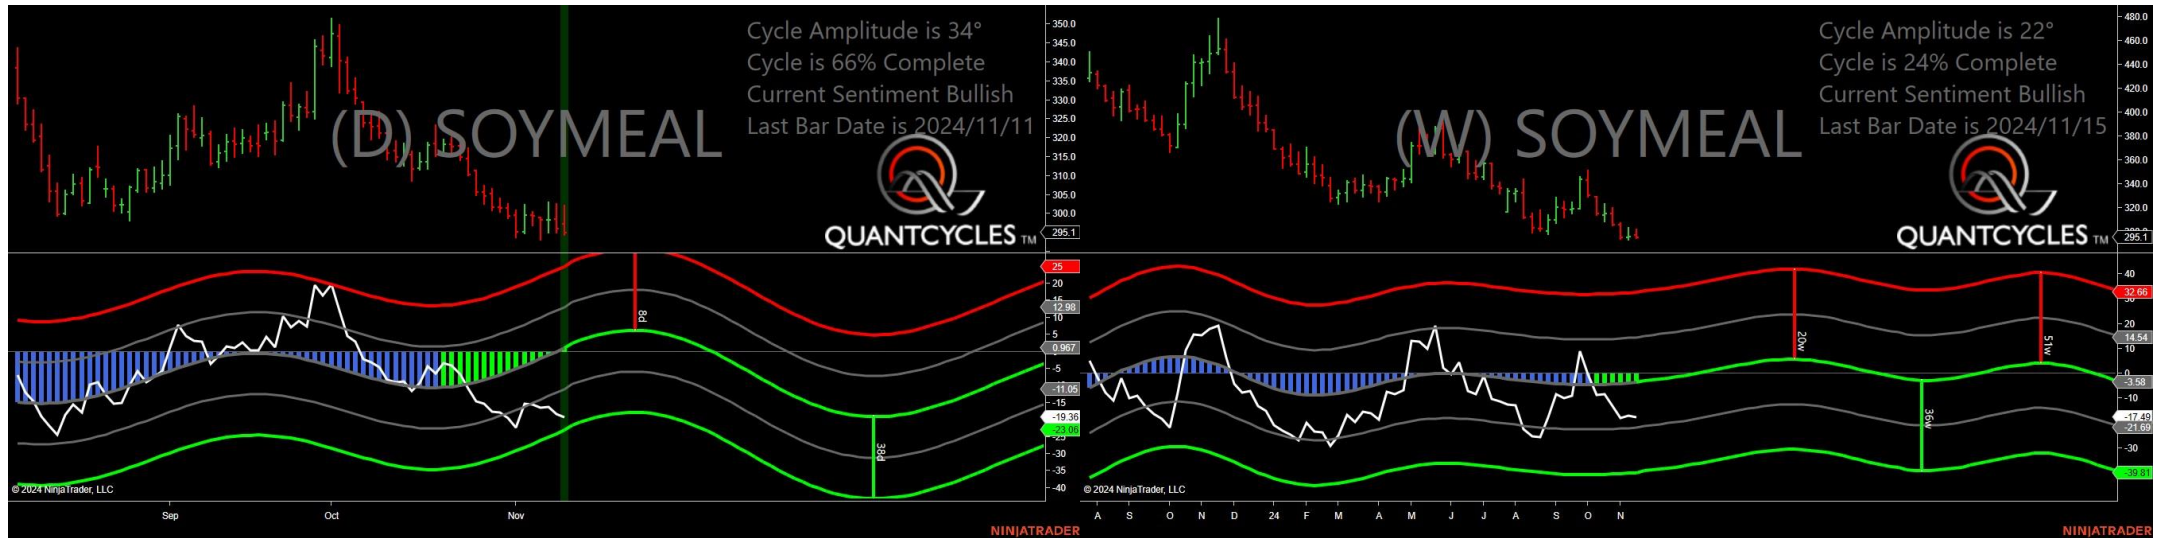 Cycle Amplitude is 34°
Cycle is 66% Complete
Current Sentiment Bullish
Last Bar Date is 2024/11/11
(D) SOYMEAL
QUANTCYCLES TM
350.0
345.0
340.0
335.0
330.0
325.0
320.0
315.0
310.0
305.0
300.0
295.1
25
20
15
12.98
10
5
0.967
-5
-11.05
-15
-19.36
-23.06
-25
-30
-35
-40
8d
38d
© 2024 NinjaTrader, LLC
Sep Oct Nov
NINJATRADER
Cycle Amplitude is 22°
Cycle is 24% Complete
Current Sentiment Bullish
Last Bar Date is 2024/11/15
(W) SOYMEAL
QUANTCYCLES TM
480.0
460.0
440.0
420.0
400.0
380.0
360.0
340.0
320.0
295.1
40
32.66
30
20
14.54
10
0
-3.58
-10
-17.49
-21.69
-30
-39.81
20w
36w
51w
© 2024 NinjaTrader, LLC
A S O N D 24 F M A M J J A S O N
NINJATRADER